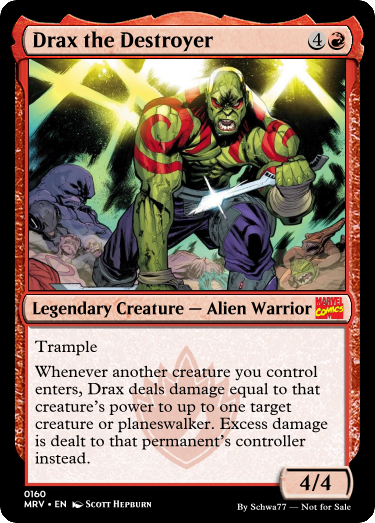 Drax the Destroyer 4
Legendary Creature — Alien Warrior
MARVEL
COMICS
Trample
Whenever another creature you control
enters, Drax deals damage equal to that
creature's power to up to one target
creature or planeswalker. Excess damage
is dealt to that permanent's controller
instead.
4/4
0160
MRV • EN Scott Hepburn
By Schwa77 — Not for Sale